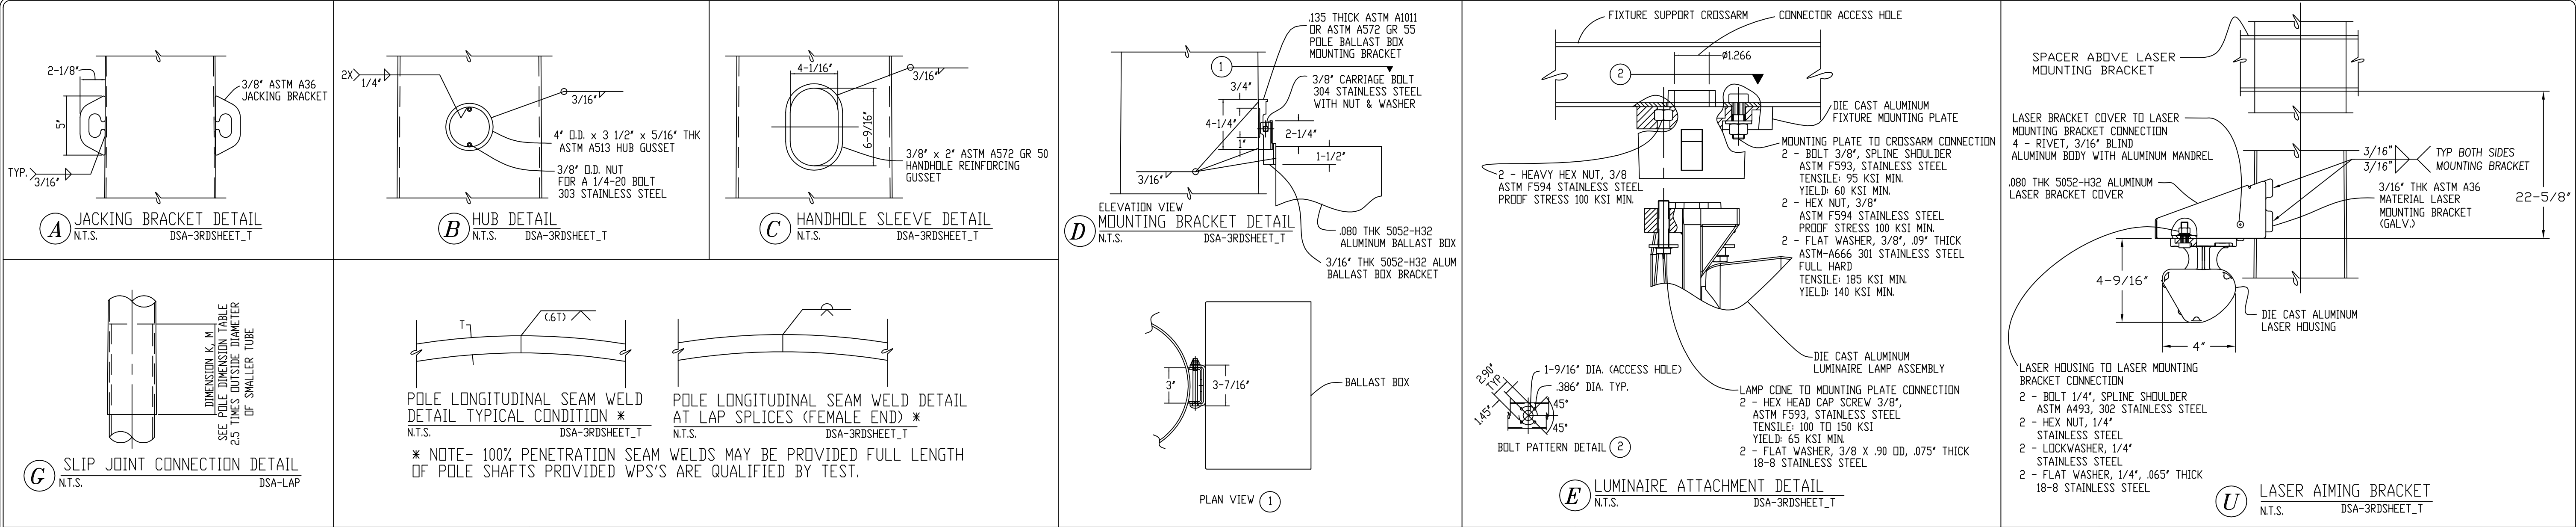 2-1/8"
5"
3/8" ASTM A36
JACKING BRACKET
TYP.
3/16"
A
JACKING BRACKET DETAIL
N.T.S.
DSA-3RDSHEET_T
2X
1/4"
3/16"
4" O.D. x 3 1/2" x 5/16" THK
ASTM A513 HUB GUSSET
3/8" O.D. NUT
FOR A 1/4-20 BOLT
303 STAINLESS STEEL
B
HUB DETAIL
N.T.S.
DSA-3RDSHEET_T
4-1/16"
3/16"
6-9/16"
3/8" x 2" ASTM A572 GR 50
HANDHOLE REINFORCING
GUSSET
C
HANDHOLE SLEEVE DETAIL
N.T.S.
DSA-3RDSHEET_T
.135 THICK ASTM A1011
OR ASTM A572 GR 55
POLE BALLAST BOX
MOUNTING BRACKET
1
3/8" CARRIAGE BOLT
304 STAINLESS STEEL
WITH NUT & WASHER
3/4"
4-1/4"
1"
2-1/4"
1-1/2"
3/16"
ELEVATION VIEW
D
MOUNTING BRACKET DETAIL
N.T.S.
DSA-3RDSHEET_T
.080 THK 5052-H32
ALUMINUM BALLAST BOX
3/16" THK 5052-H32 ALUM
BALLAST BOX BRACKET
3"
3-7/16"
BALLAST BOX
PLAN VIEW
1
FIXTURE SUPPORT CROSSARM
CONNECTOR ACCESS HOLE
Ø1.266
2
DIE CAST ALUMINUM
FIXTURE MOUNTING PLATE
MOUNTING PLATE TO CROSSARM CONNECTION
2 - BOLT 3/8", SPLINE SHOULDER
ASTM F593, STAINLESS STEEL
TENSILE: 95 KSI MIN.
YIELD: 60 KSI MIN.
2 - HEX NUT, 3/8"
ASTM F594 STAINLESS STEEL
PROOF STRESS 100 KSI MIN.
2 - FLAT WASHER, 3/8", .09" THICK
ASTM-A666 301 STAINLESS STEEL
FULL HARD
TENSILE: 185 KSI MIN.
YIELD: 140 KSI MIN.
2 - HEAVY HEX NUT, 3/8
ASTM F594 STAINLESS STEEL
PROOF STRESS 100 KSI MIN.
DIE CAST ALUMINUM
LUMINAIRE LAMP ASSEMBLY
LAMP CONE TO MOUNTING PLATE CONNECTION
2 - HEX HEAD CAP SCREW 3/8",
ASTM F593, STAINLESS STEEL
TENSILE: 100 TO 150 KSI
YIELD: 65 KSI MIN.
2 - FLAT WASHER, 3/8 X .90 OD, .075" THICK
18-8 STAINLESS STEEL
2.90"
TYP
1.45"
1-9/16" DIA. (ACCESS HOLE)
.386" DIA. TYP.
45°
45°
BOLT PATTERN DETAIL
2
E
LUMINAIRE ATTACHMENT DETAIL
N.T.S.
DSA-3RDSHEET_T
SPACER ABOVE LASER
MOUNTING BRACKET
LASER BRACKET COVER TO LASER
MOUNTING BRACKET CONNECTION
4 - RIVET, 3/16" BLIND
ALUMINUM BODY WITH ALUMINUM MANDREL
.080 THK 5052-H32 ALUMINUM
LASER BRACKET COVER
3/16"
3/16"
TYP BOTH SIDES
MOUNTING BRACKET
3/16" THK ASTM A36
MATERIAL LASER
MOUNTING BRACKET
(GALV.)
22-5/8"
4-9/16"
4"
DIE CAST ALUMINUM
LASER HOUSING
LASER HOUSING TO LASER MOUNTING
BRACKET CONNECTION
2 - BOLT 1/4", SPLINE SHOULDER
ASTM A493, 302 STAINLESS STEEL
2 - HEX NUT, 1/4"
STAINLESS STEEL
2 - LOCKWASHER, 1/4"
STAINLESS STEEL
2 - FLAT WASHER, 1/4", .065" THICK
18-8 STAINLESS STEEL
U
LASER AIMING BRACKET
N.T.S.
DSA-3RDSHEET_T
DIMENSION K, M
SEE POLE DIMENSION TABLE
2.5 TIMES OUTSIDE DIAMETER
OF SMALLER TUBE
G
SLIP JOINT CONNECTION DETAIL
N.T.S.
DSA-LAP
T
(.6T)
POLE LONGITUDINAL SEAM WELD
DETAIL TYPICAL CONDITION *
N.T.S.
DSA-3RDSHEET_T
POLE LONGITUDINAL SEAM WELD DETAIL
AT LAP SPLICES (FEMALE END) *
N.T.S.
DSA-3RDSHEET_T
* NOTE- 100% PENETRATION SEAM WELDS MAY BE PROVIDED FULL LENGTH
OF POLE SHAFTS PROVIDED WPS'S ARE QUALIFIED BY TEST.